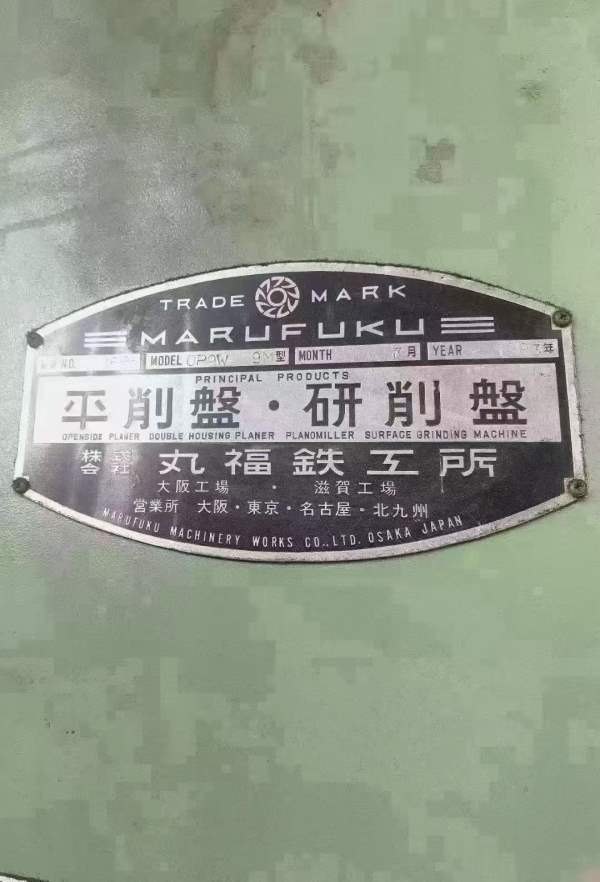 TRADE MARK
MARUFUKU
NO. MODEL 型 MONTH 7月 YEAR 年
PRINCIPAL PRODUCTS
平削盤・研削盤
OPENSIDE PLANER DOUBLE HOUSING PLANER PLANOMILLER SURFACE GRINDING MACHINE
株式会社 丸福鉄工所
大阪工場・滋賀工場
営業所 大阪・東京・名古屋・北九州
MARUFUKU MACHINERY WORKS CO.,LTD. OSAKA JAPAN